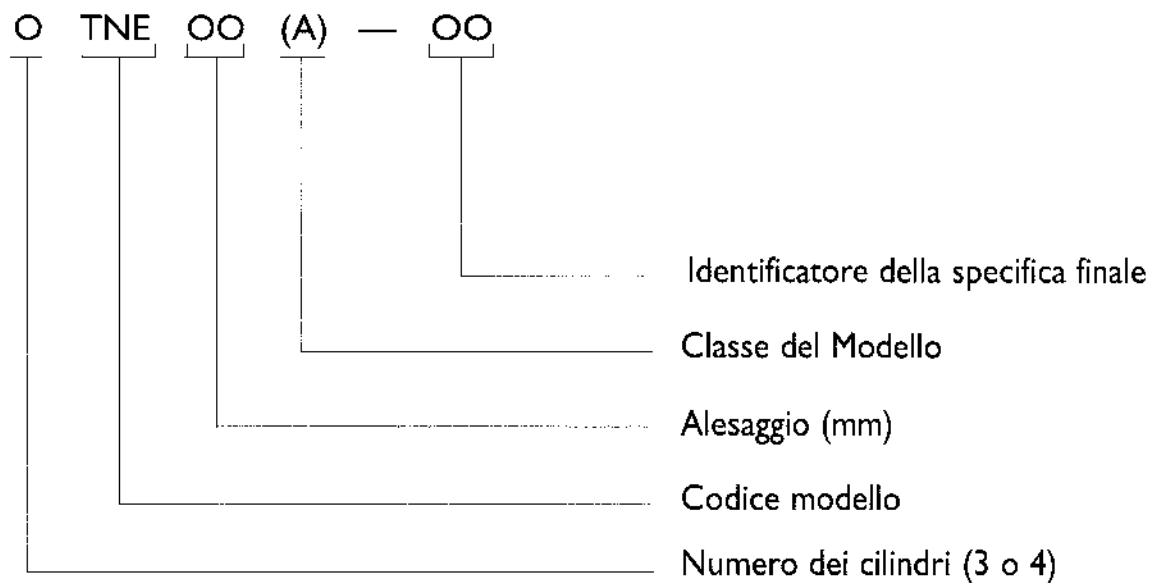 O TNE OO (A) — OO
Identificatore della specifica finale
Classe del Modello
Alesaggio (mm)
Codice modello
Numero dei cilindri (3 o 4)